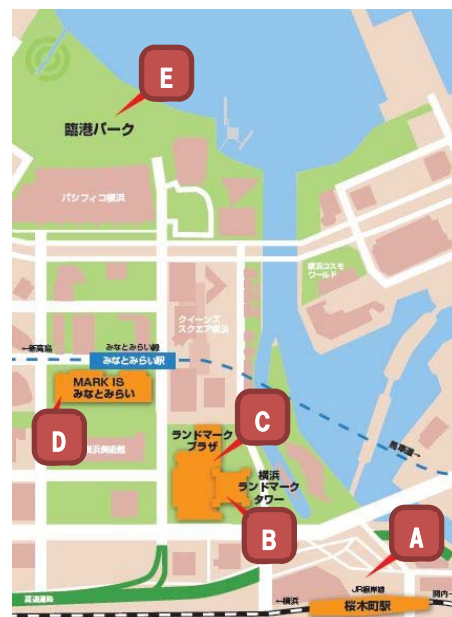 E
臨港パーク
パシフィコ横浜
横浜コスモ
ワールド
クイーンズ
スクエア横浜
←新高島
みなとみらい線
みなとみらい駅
MARK IS
みなとみらい
D
横浜美術館
ランドマーク
プラザ
C
横浜
ランドマーク
タワー
B
馬車道→
A
高速道路
←横浜
JR根岸線
桜木町駅
関内→